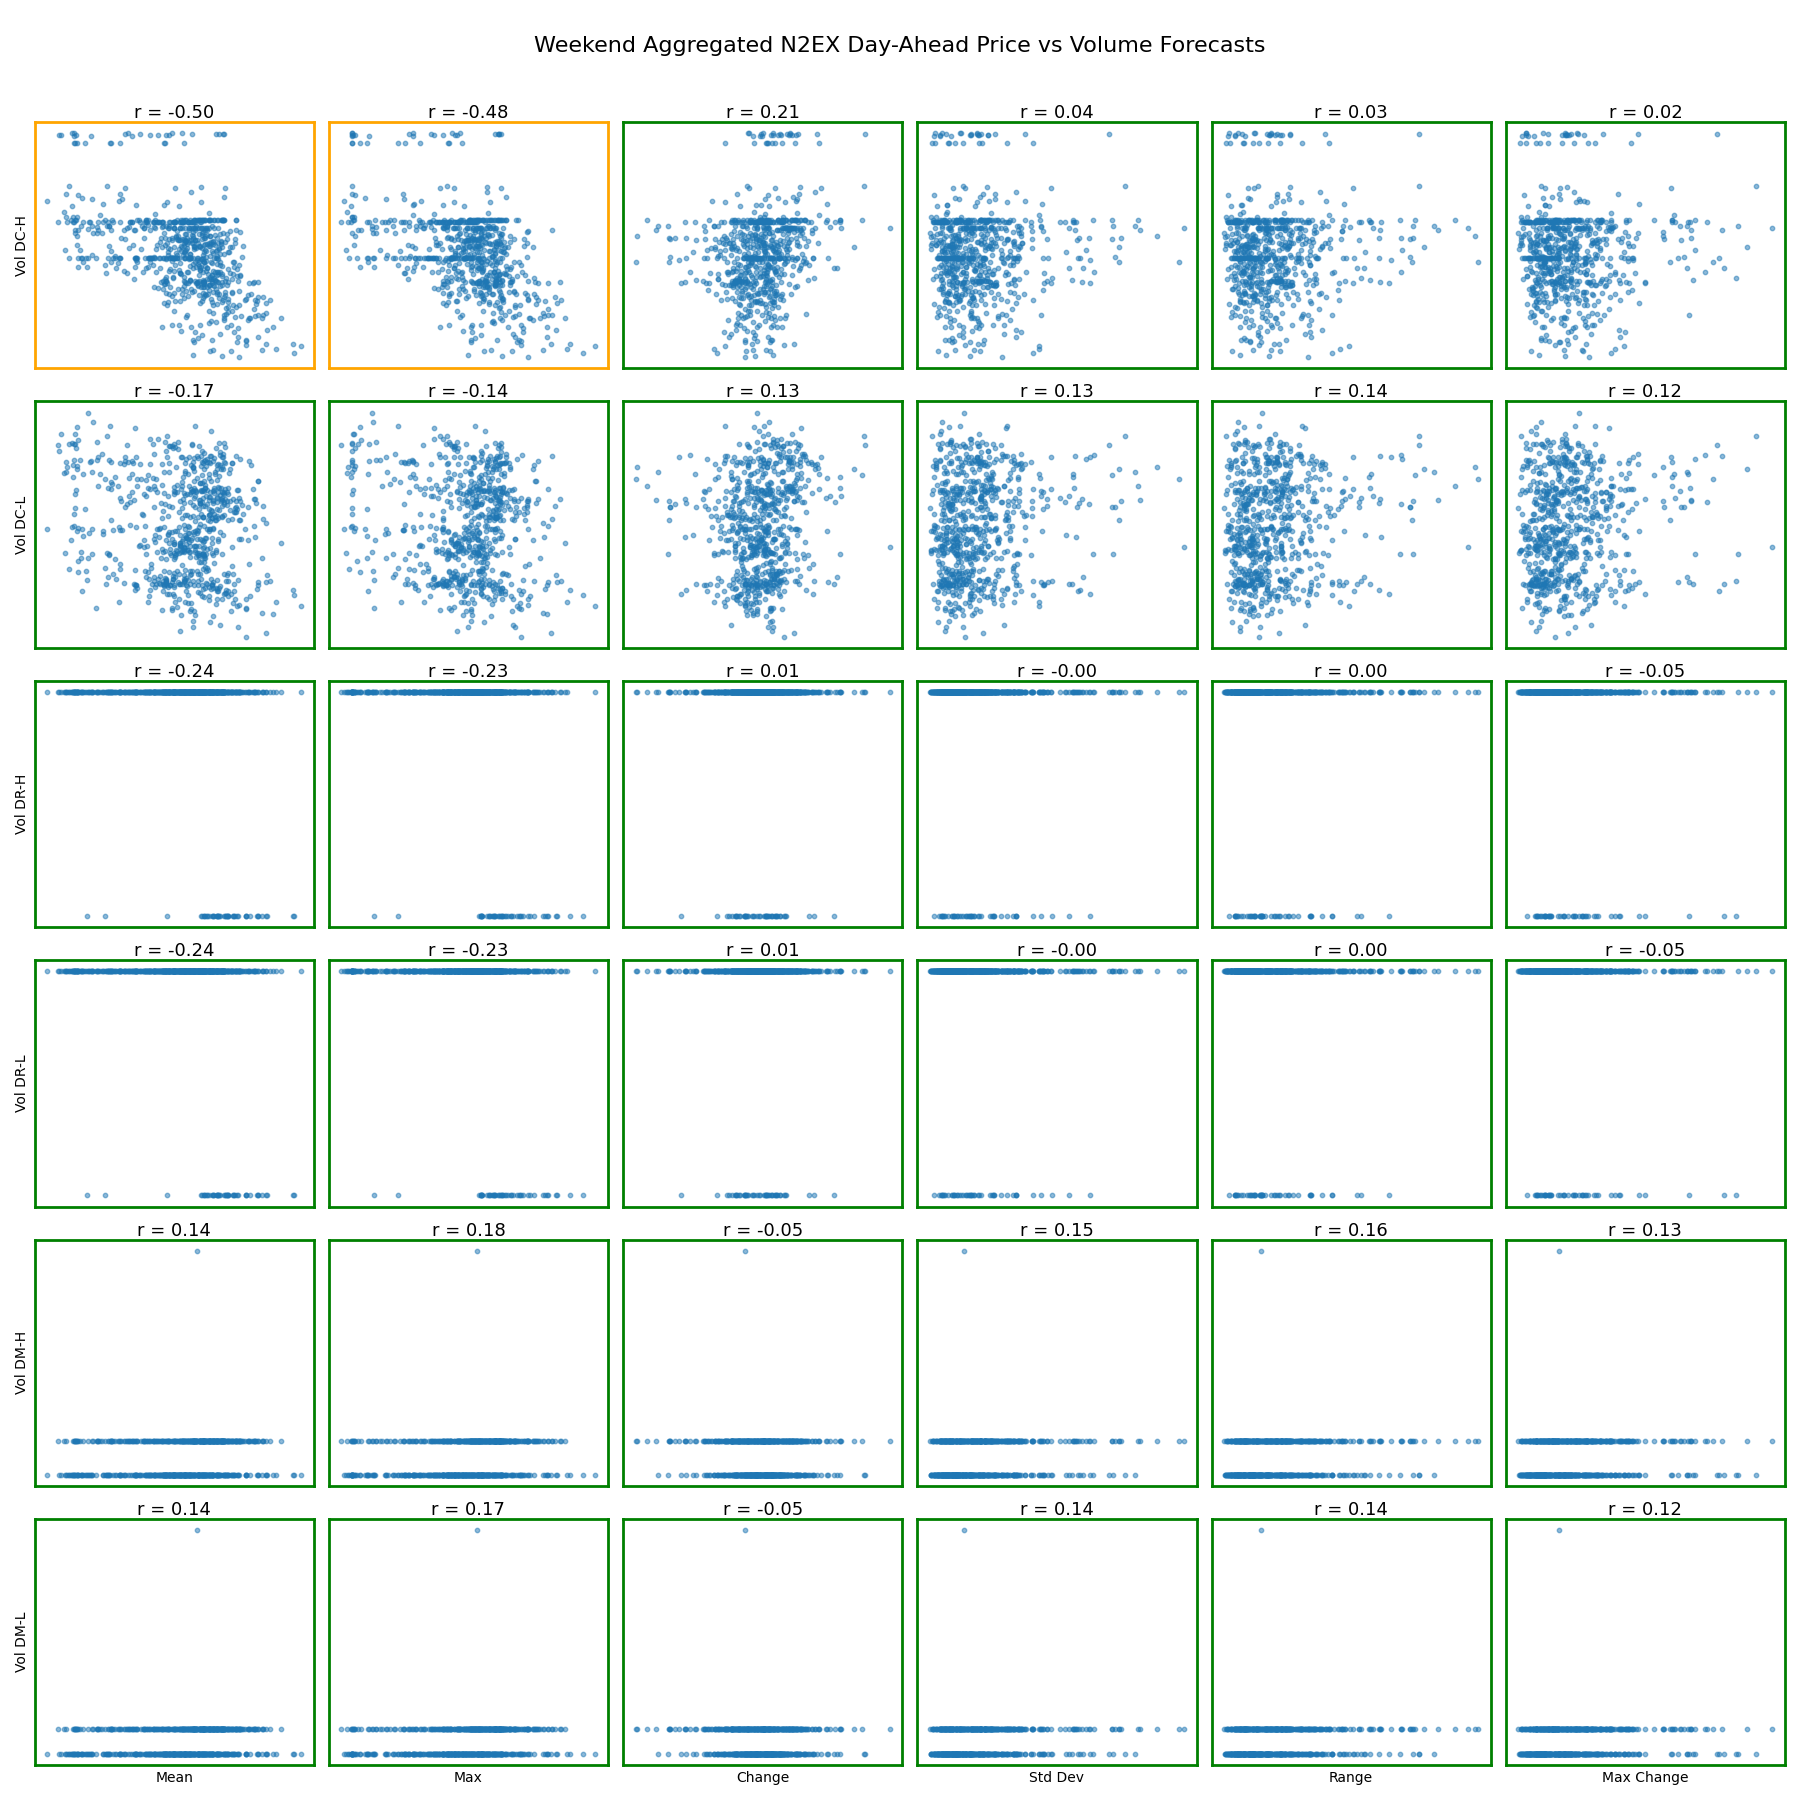 Weekend Aggregated N2EX Day-Ahead Price vs Volume Forecasts
r = -0.50
r = -0.48
r = 0.21
r = 0.04
r = 0.03
r = 0.02
Vol DC-H
r = -0.17
r = -0.14
r = 0.13
r = 0.13
r = 0.14
r = 0.12
Vol DC-L
r = -0.24
r = -0.23
r = 0.01
r = -0.00
r = 0.00
r = -0.05
Vol DR-H
r = -0.24
r = -0.23
r = 0.01
r = -0.00
r = 0.00
r = -0.05
Vol DR-L
r = 0.14
r = 0.18
r = -0.05
r = 0.15
r = 0.16
r = 0.13
Vol DM-H
r = 0.14
r = 0.17
r = -0.05
r = 0.14
r = 0.14
r = 0.12
Vol DM-L
Mean
Max
Change
Std Dev
Range
Max Change